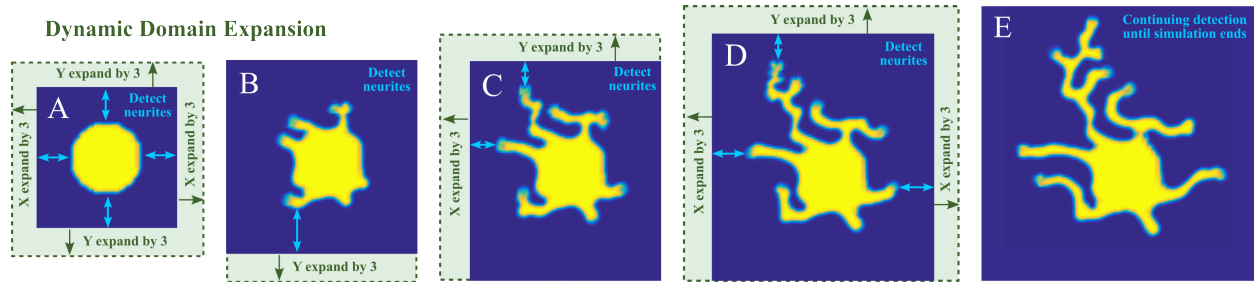 Dynamic Domain Expansion
A
Y expand by 3
Detect
neurites
X expand by 3
X expand by 3
Y expand by 3
B
Detect
neurites
Y expand by 3
C
Y expand by 3
Detect
neurites
X expand by 3
D
Y expand by 3
Detect
neurites
X expand by 3
X expand by 3
E
Continuing detection
until simulation ends